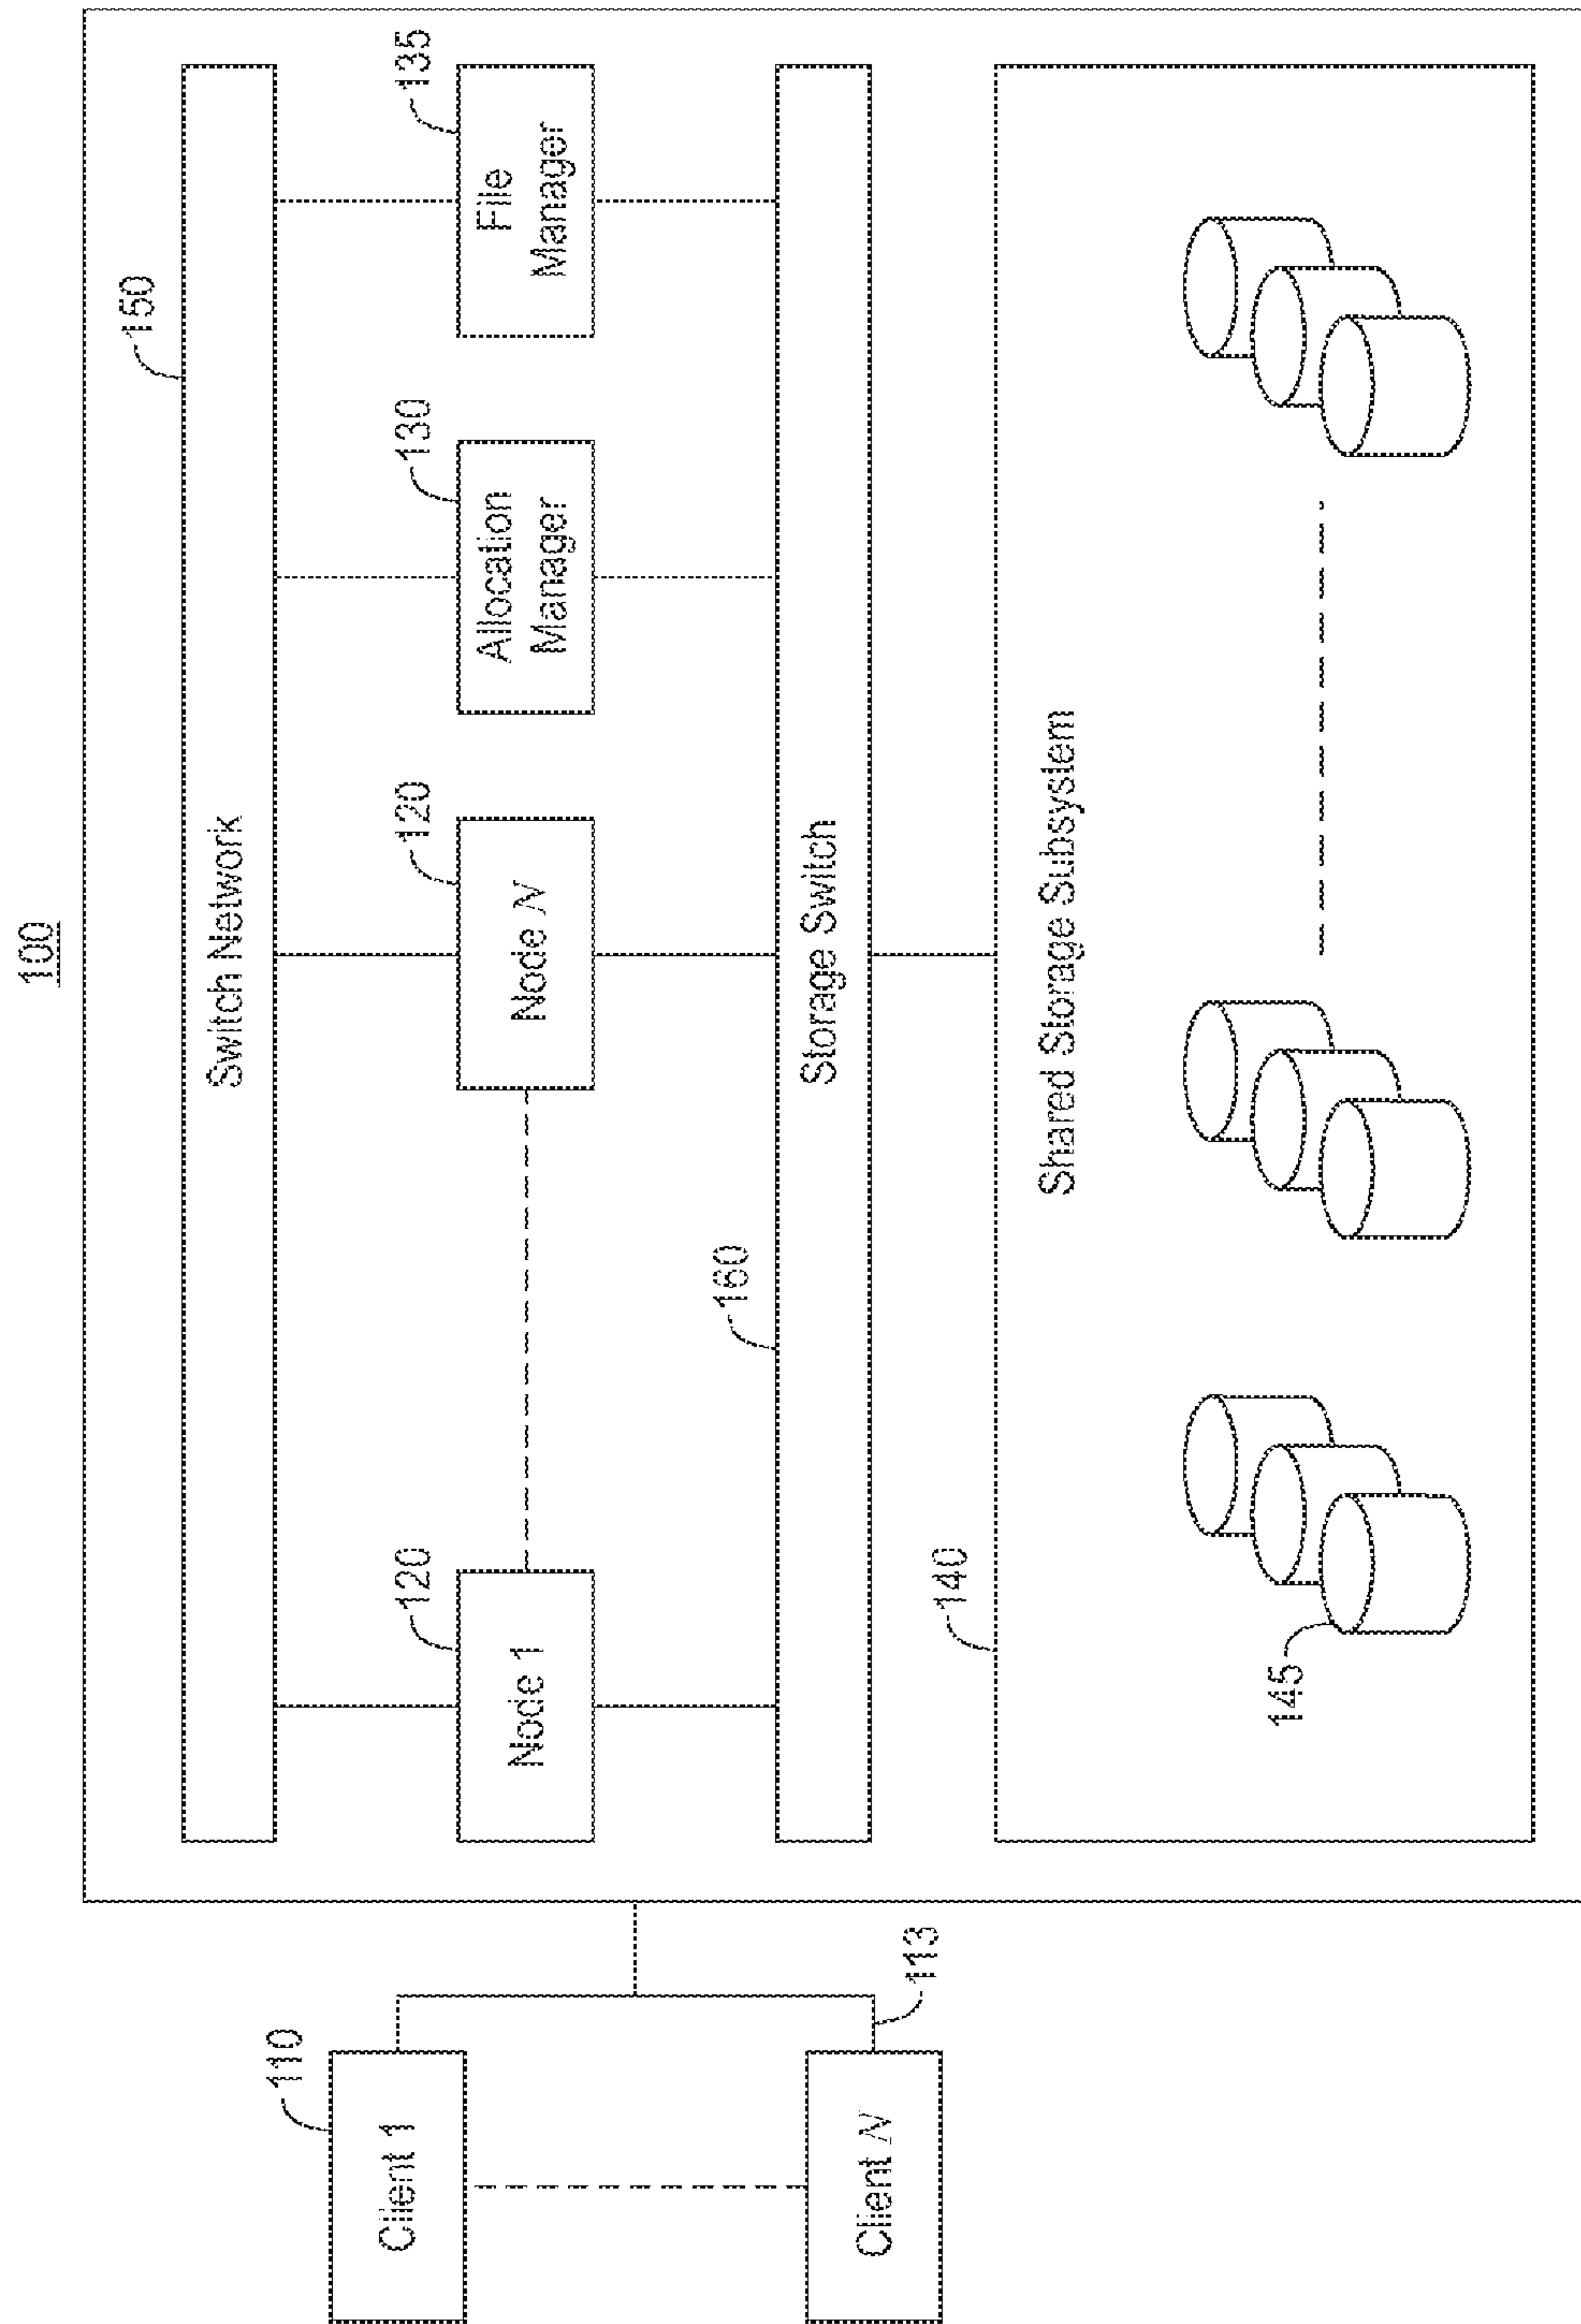 100
150
Switch Network
110
120
120
130
135
Client 1
Node 1
Node N
Allocation
Manager
File
Manager
160
Storage Switch
Client N
113
140
Shared Storage Subsystem
145